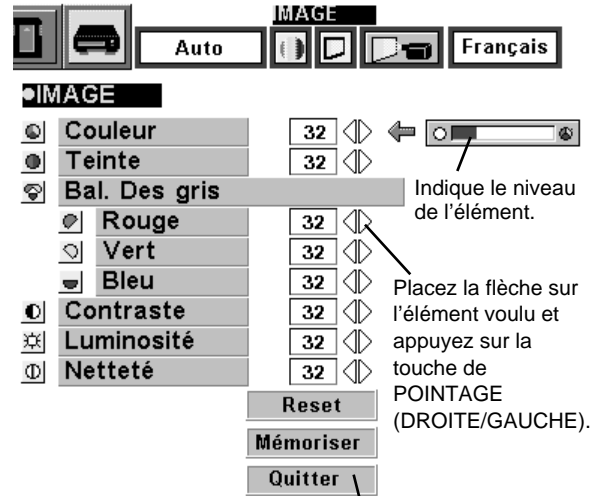 IMAGE
Auto
Français
•IMAGE
Couleur 32
Teinte 32
Bal. Des gris
Indique le niveau
de l'élément.
Rouge 32
Vert 32
Bleu 32
Contraste 32
Luminosité 32
Netteté 32
Placez la flèche sur
l'élément voulu et
appuyez sur la
touche de
POINTAGE
(DROITE/GAUCHE).
Reset
Mémoriser
Quitter